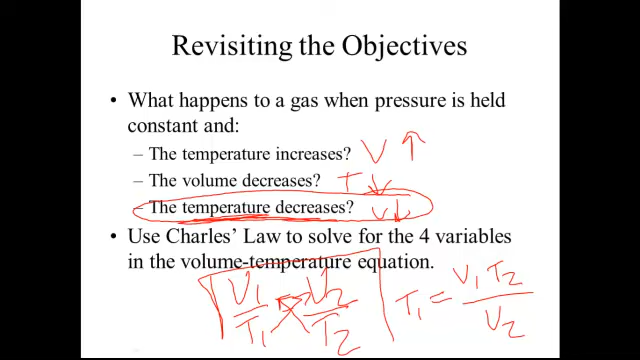 Revisiting the Objectives
• What happens to a gas when pressure is held
constant and:
– The temperature increases? V ↑
– The volume decreases? T ↓
– The temperature decreases? V ↓
• Use Charles’ Law to solve for the 4 variables
in the volume-temperature equation.
V1/T1 = V2/T2 T1 = V1 T2/V2